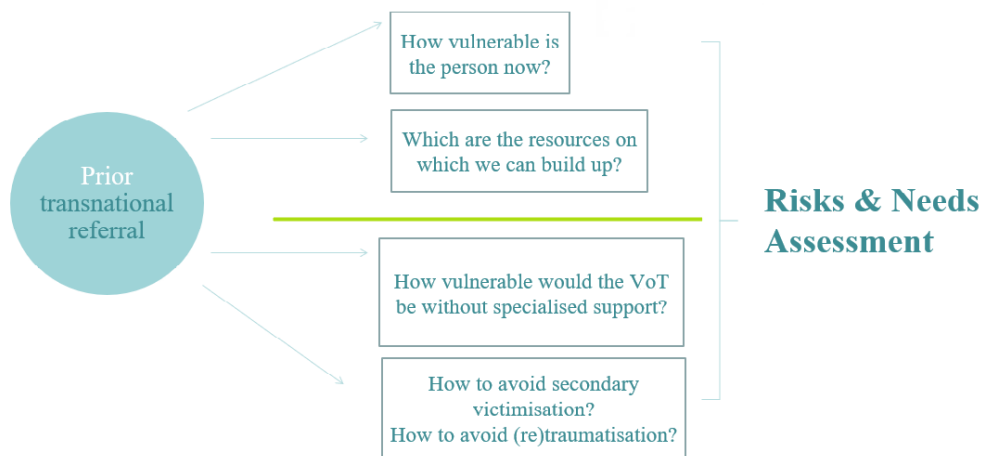 Prior
transnational
referral
How vulnerable is
the person now?
Which are the resources on
which we can build up?
How vulnerable would the VoT
be without specialised support?
How to avoid secondary
victimisation?
How to avoid (re)traumatisation?
Risks & Needs
Assessment